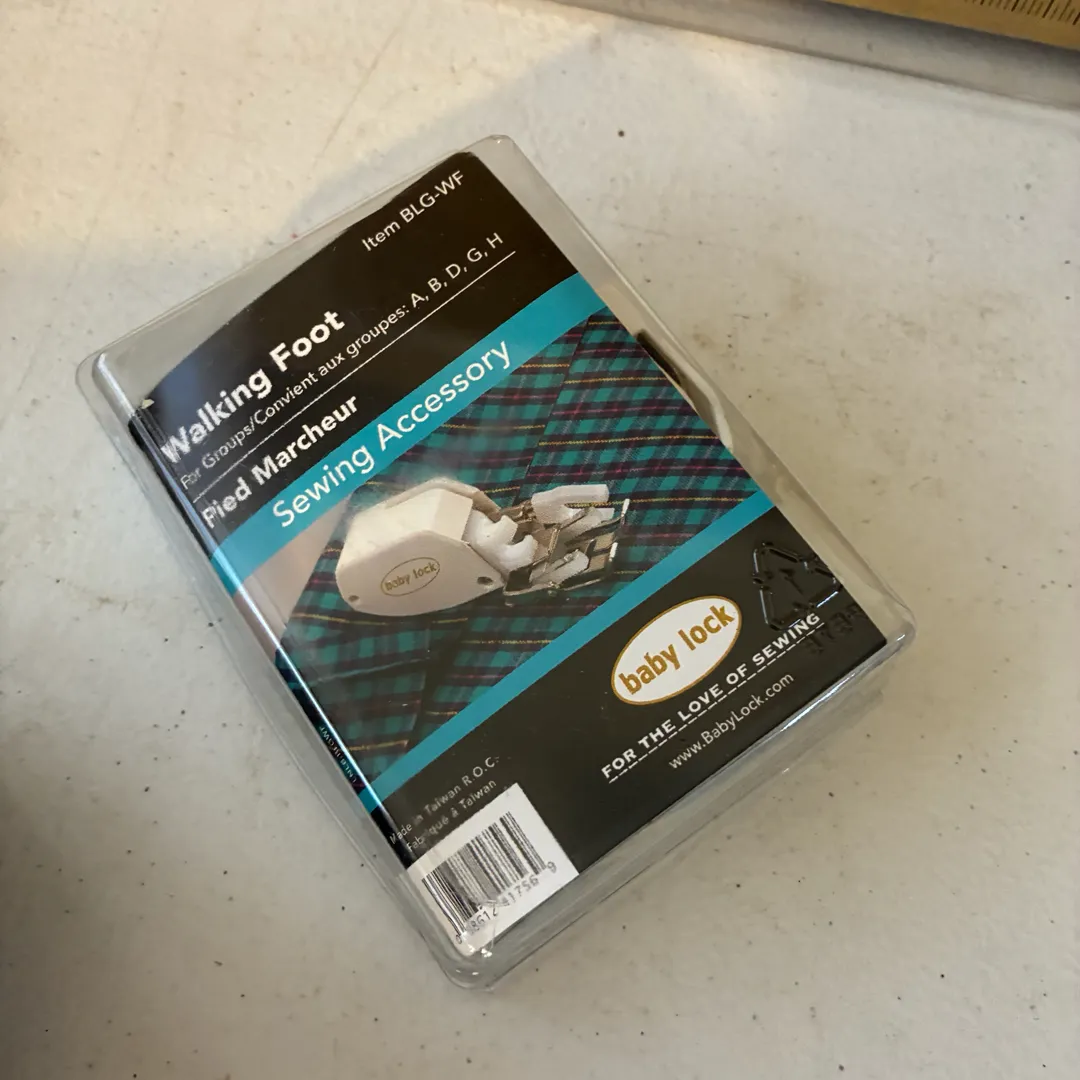 Item BLG-WF
Walking Foot
For Groups/Convient aux groupes: A, B, D, G, H
Pied Marcheur
Sewing Accessory
baby lock
baby lock
FOR THE LOVE OF SEWING
www.BabyLock.com
Made in Taiwan R.O.C.
Fabriqué à Taiwan